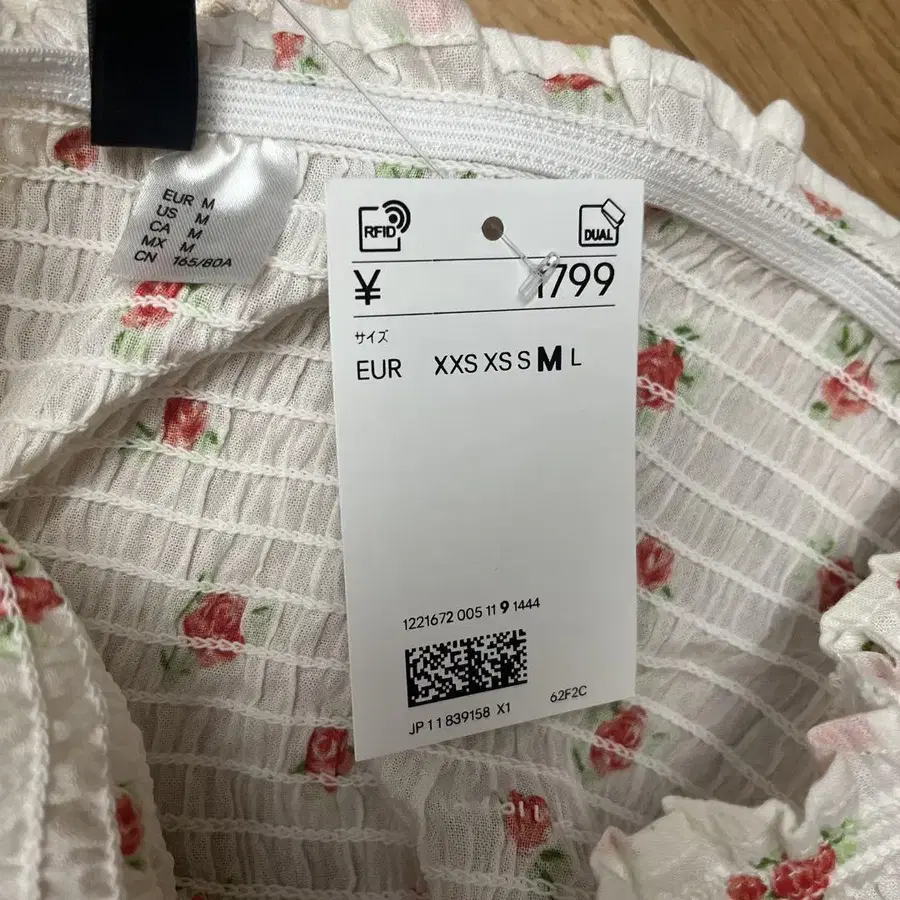 EUR M
US M
CA M
MX M
CN 165/80A
RFID
DUAL
¥ 1799
サイズ
EUR XXS XS S M L
1221672 005 11 9 1444
JP 11 839158 X1 62F2C